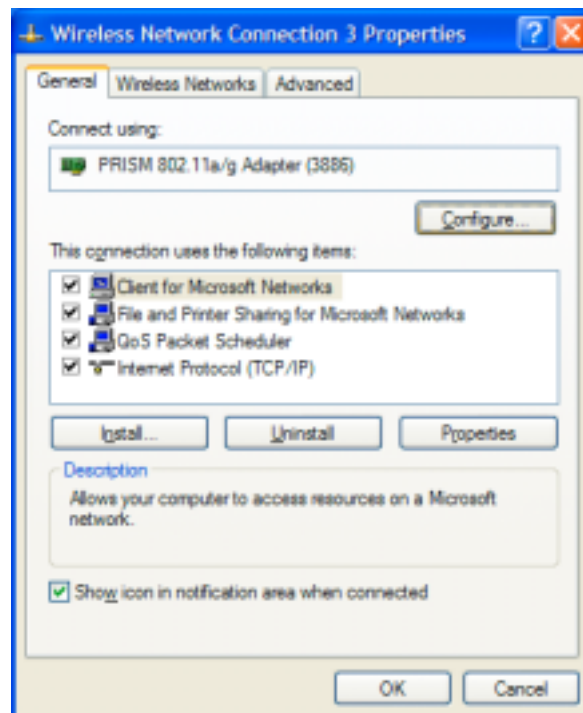 Wireless Network Connection 3 Properties
General Wireless Networks Advanced
Connect using:
PRISM 802.11a/g Adapter (3886)
Configure...
This connection uses the following items:
Client for Microsoft Networks
File and Printer Sharing for Microsoft Networks
QoS Packet Scheduler
Internet Protocol (TCP/IP)
Install... Uninstall Properties
Description
Allows your computer to access resources on a Microsoft
network.
Show icon in notification area when connected
OK Cancel